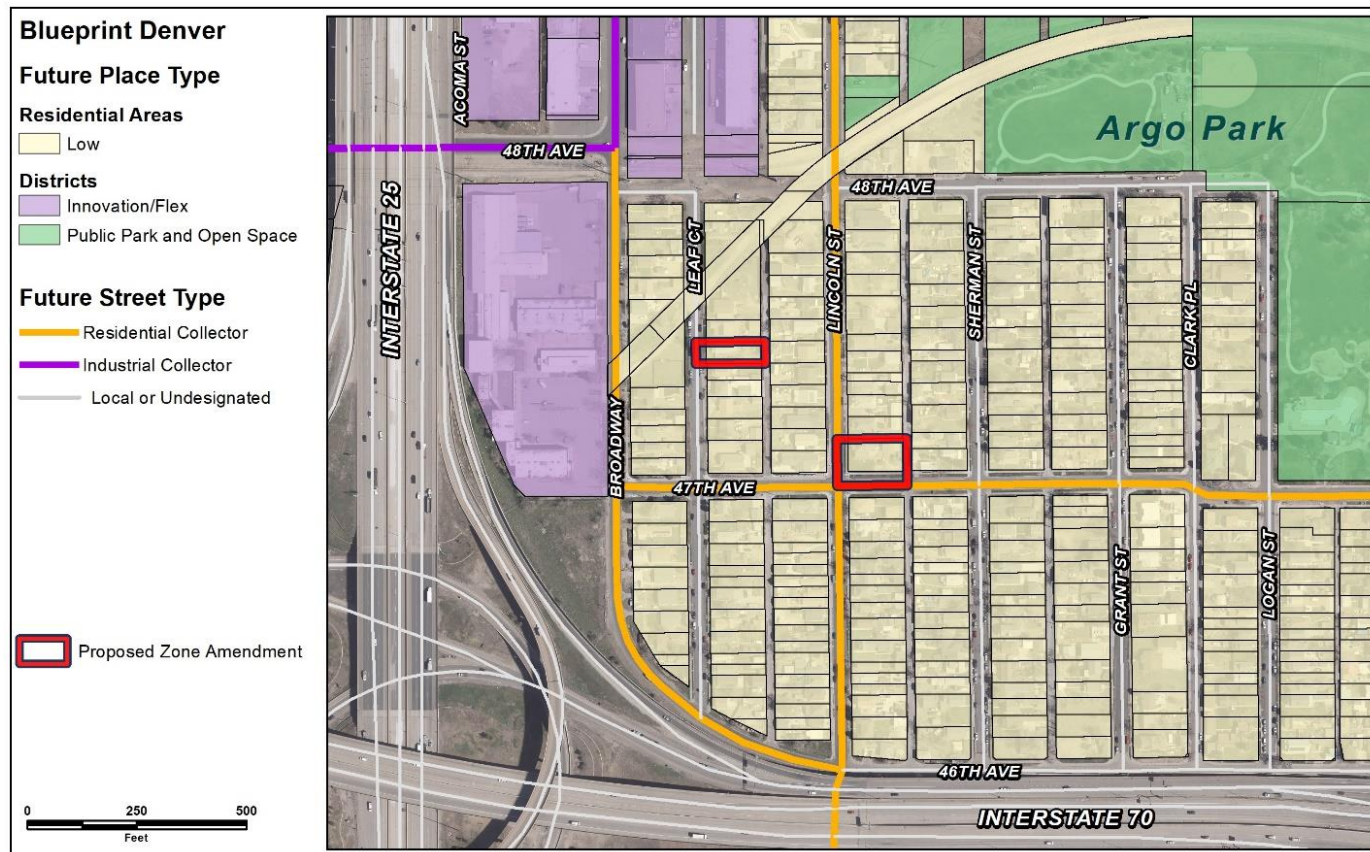 Blueprint Denver
Future Place Type
Residential Areas
Low
Districts
Innovation/Flex
Public Park and Open Space
Future Street Type
Residential Collector
Industrial Collector
Local or Undesignated
Proposed Zone Amendment
0 250 500
Feet
ACOMA ST
48TH AVE
INTERSTATE 25
Argo Park
48TH AVE
LEAF CT
LINCOLN ST
SHERMAN ST
CLARK PL
BROADWAY
47TH AVE
GRANT ST
LOGAN ST
46TH AVE
INTERSTATE 70